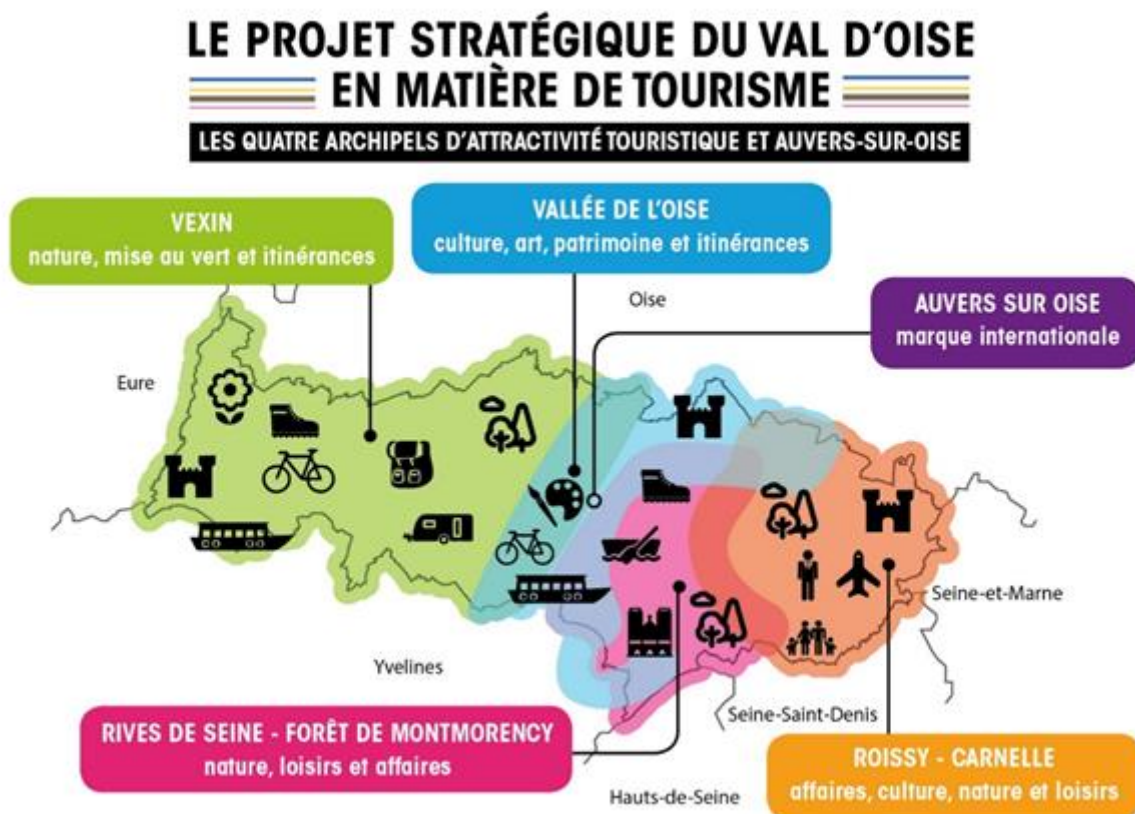 LE PROJET STRATÉGIQUE DU VAL D'OISE
EN MATIÈRE DE TOURISME
LES QUATRE ARCHIPELS D'ATTRACTIVITÉ TOURISTIQUE ET AUVERS-SUR-OISE
VEXIN
nature, mise au vert et itinérances
VALLÉE DE L'OISE
culture, art, patrimoine et itinérances
Oise
AUVERS SUR OISE
marque internationale
Eure
Seine-et-Marne
Yvelines
Seine-Saint-Denis
RIVES DE SEINE - FORÊT DE MONTMORENCY
nature, loisirs et affaires
ROISSY - CARNELLE
affaires, culture, nature et loisirs
Hauts-de-Seine